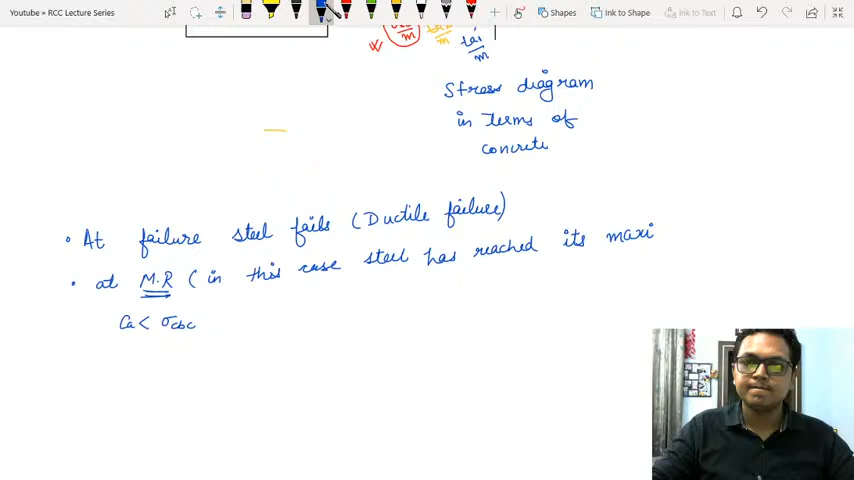 Youtube » RCC Lecture Series
Shapes
Ink to Shape
Ink to Text
m
m
m
Stress diagram
in terms of
concrete
• At failure steel fails (Ductile failure)
• at M.R (in this case steel has reached its maxi
Ca < σcbc